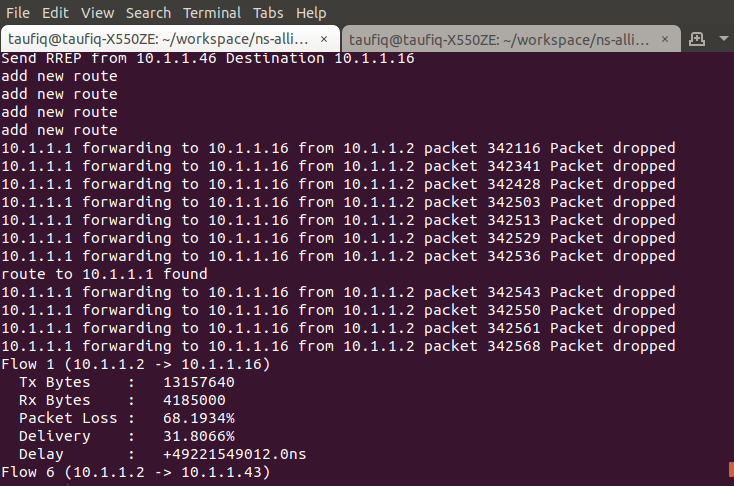 File Edit View Search Terminal Tabs Help
taufiq@taufiq-X550ZE: ~/workspace/ns-alli... × taufiq@taufiq-X550ZE: ~/workspace/ns-alli... ×
Send RREP from 10.1.1.46 Destination 10.1.1.16
add new route
add new route
add new route
add new route
10.1.1.1 forwarding to 10.1.1.16 from 10.1.1.2 packet 342116 Packet dropped
10.1.1.1 forwarding to 10.1.1.16 from 10.1.1.2 packet 342341 Packet dropped
10.1.1.1 forwarding to 10.1.1.16 from 10.1.1.2 packet 342428 Packet dropped
10.1.1.1 forwarding to 10.1.1.16 from 10.1.1.2 packet 342503 Packet dropped
10.1.1.1 forwarding to 10.1.1.16 from 10.1.1.2 packet 342513 Packet dropped
10.1.1.1 forwarding to 10.1.1.16 from 10.1.1.2 packet 342529 Packet dropped
10.1.1.1 forwarding to 10.1.1.16 from 10.1.1.2 packet 342536 Packet dropped
route to 10.1.1.1 found
10.1.1.1 forwarding to 10.1.1.16 from 10.1.1.2 packet 342543 Packet dropped
10.1.1.1 forwarding to 10.1.1.16 from 10.1.1.2 packet 342550 Packet dropped
10.1.1.1 forwarding to 10.1.1.16 from 10.1.1.2 packet 342561 Packet dropped
10.1.1.1 forwarding to 10.1.1.16 from 10.1.1.2 packet 342568 Packet dropped
Flow 1 (10.1.1.2 -> 10.1.1.16)
  Tx Bytes    :   13157640
  Rx Bytes    :   4185000
  Packet Loss :   68.1934%
  Delivery    :   31.8066%
  Delay       :   +49221549012.0ns
Flow 6 (10.1.1.2 -> 10.1.1.43)